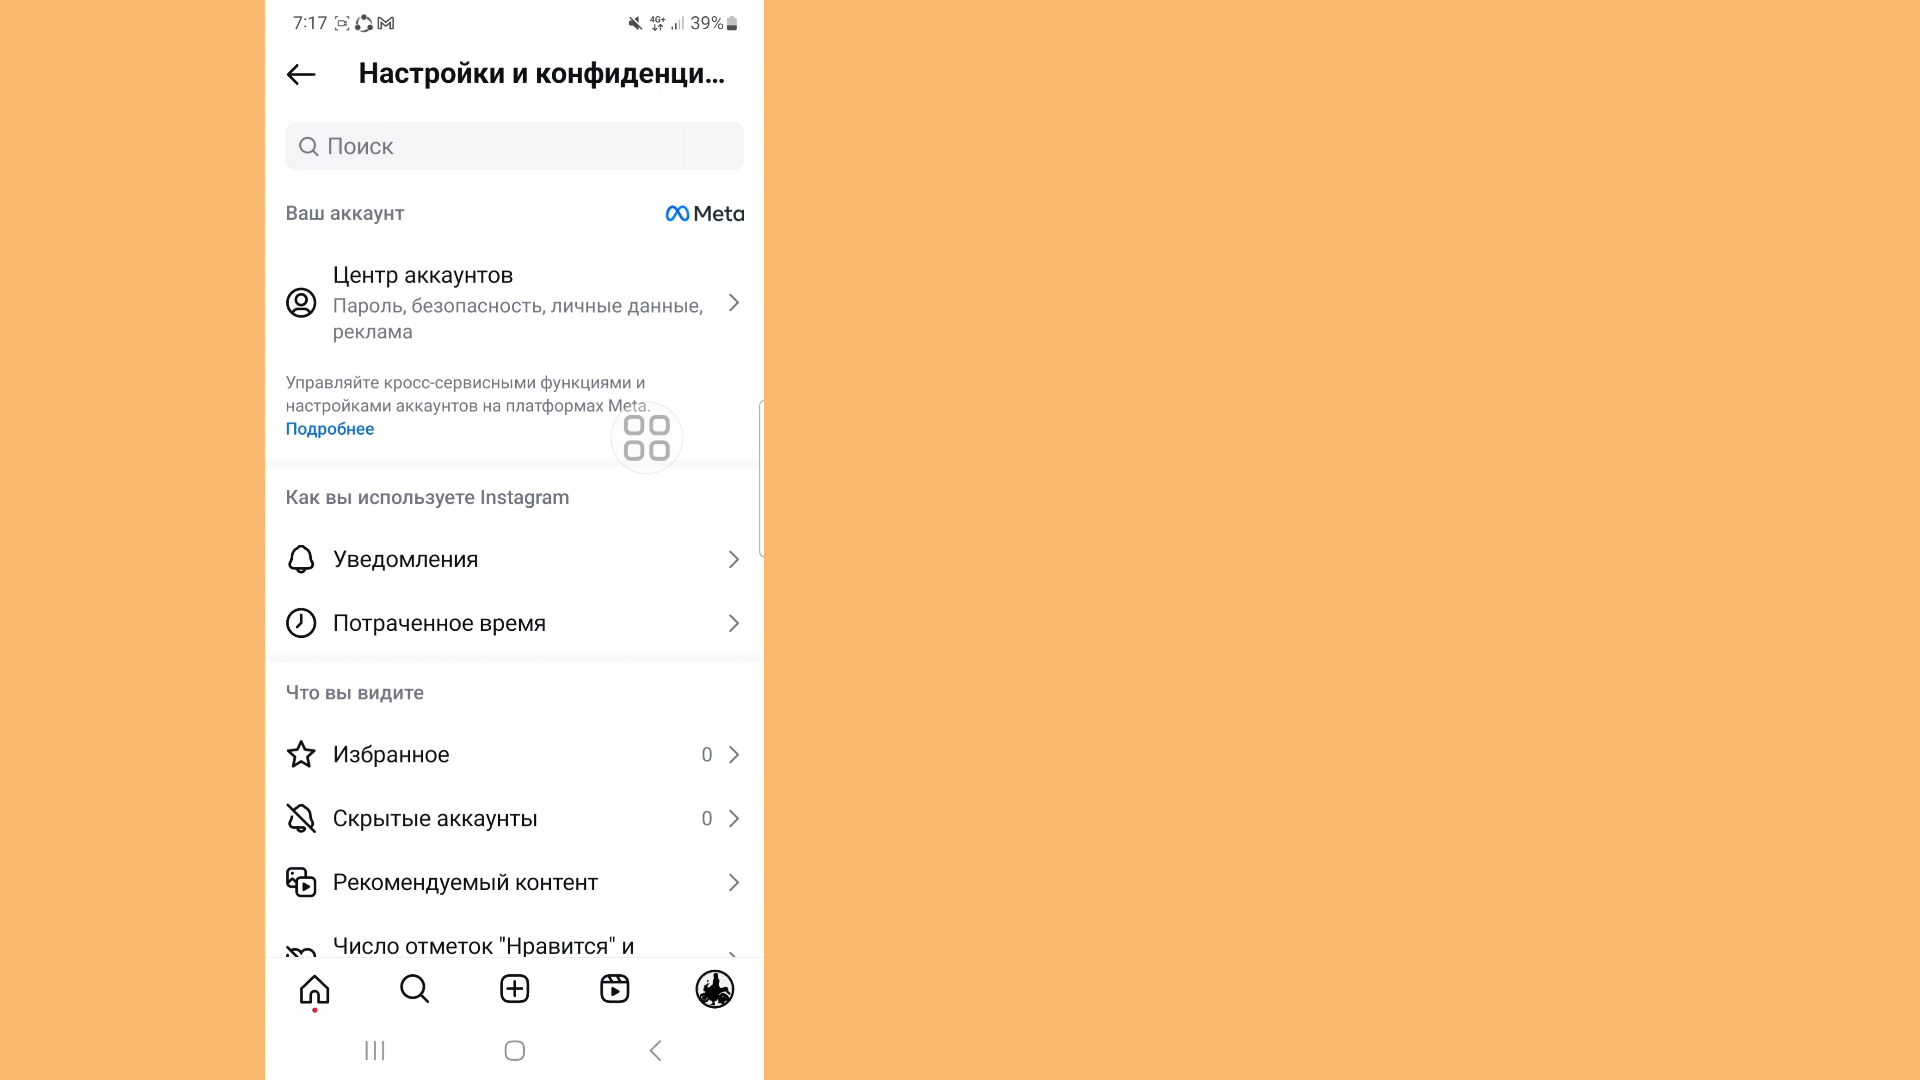 7:17
4G+
39%
Настройки и конфиденци...
Поиск
Ваш аккаунт
Meta
Центр аккаунтов
Пароль, безопасность, личные данные,
реклама
Управляйте кросс-сервисными функциями и
настройками аккаунтов на платформах Meta.
Подробнее
Как вы используете Instagram
Уведомления
Потраченное время
Что вы видите
Избранное 0
Скрытые аккаунты 0
Рекомендуемый контент
Число отметок "Нравится" и